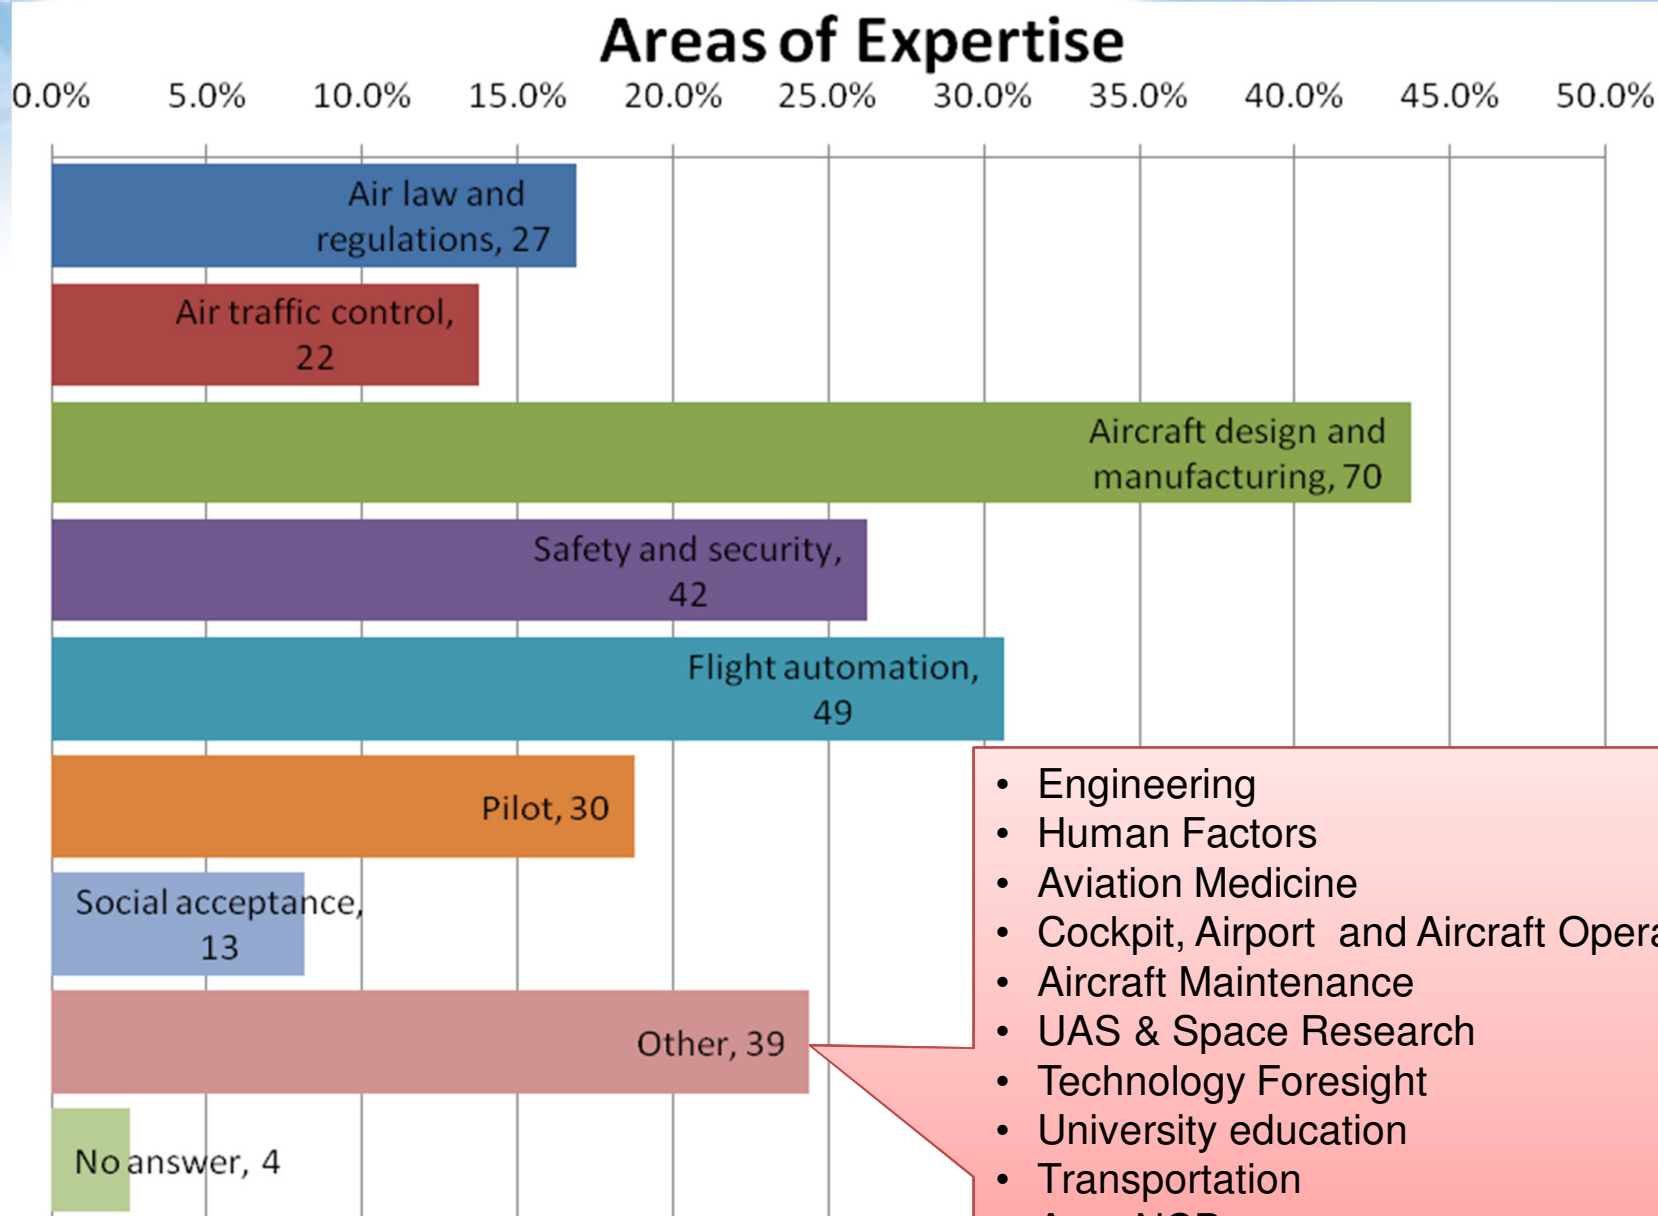 Areas of Expertise
0.0% 5.0% 10.0% 15.0% 20.0% 25.0% 30.0% 35.0% 40.0% 45.0% 50.0%
Air law and
regulations, 27
Air traffic control,
22
Aircraft design and
manufacturing, 70
Safety and security,
42
Flight automation,
49
Pilot, 30
Social acceptance,
13
Other, 39
No answer, 4
• Engineering
• Human Factors
• Aviation Medicine
• Cockpit, Airport and Aircraft Opera
• Aircraft Maintenance
• UAS & Space Research
• Technology Foresight
• University education
• Transportation